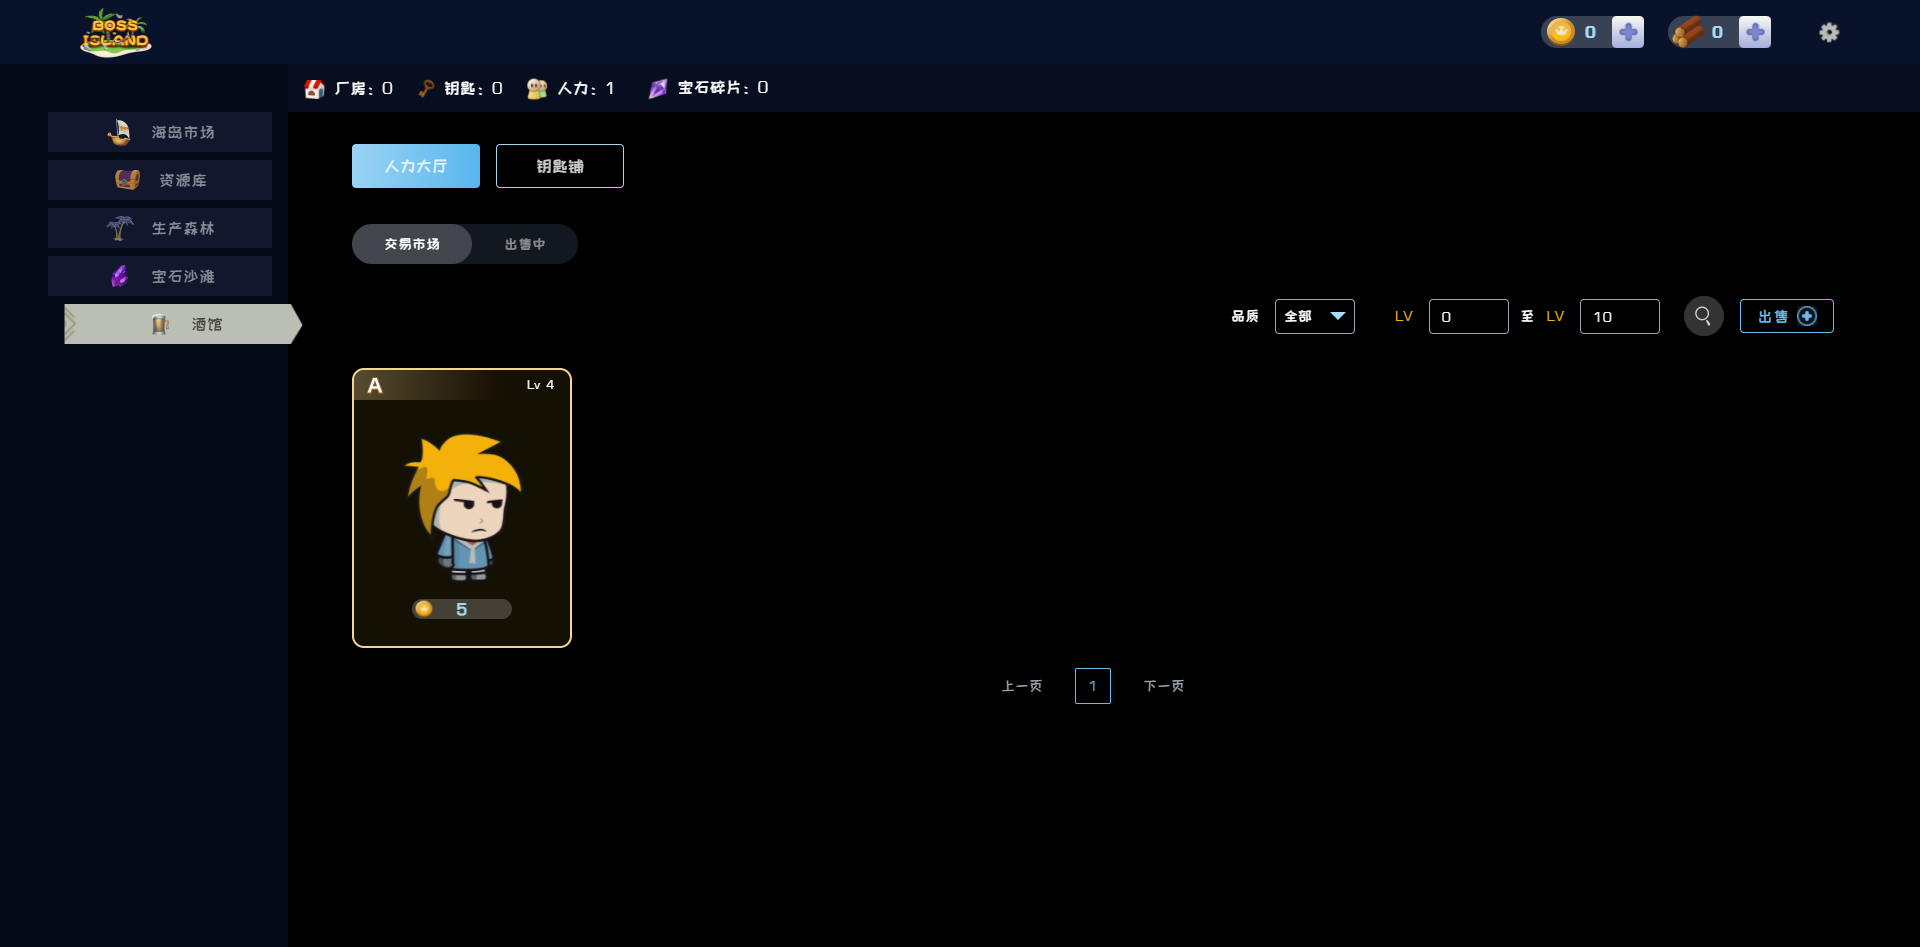 BOSS
ISLAND
0
0
厂房：0 钥匙：0 人力：1 宝石碎片：0
海岛市场
资源库
生产森林
宝石沙滩
酒馆
人力大厅 钥匙铺
交易市场 出售中
品质 全部 LV 0 至 LV 10 出售
A Lv 4
5
上一页 1 下一页